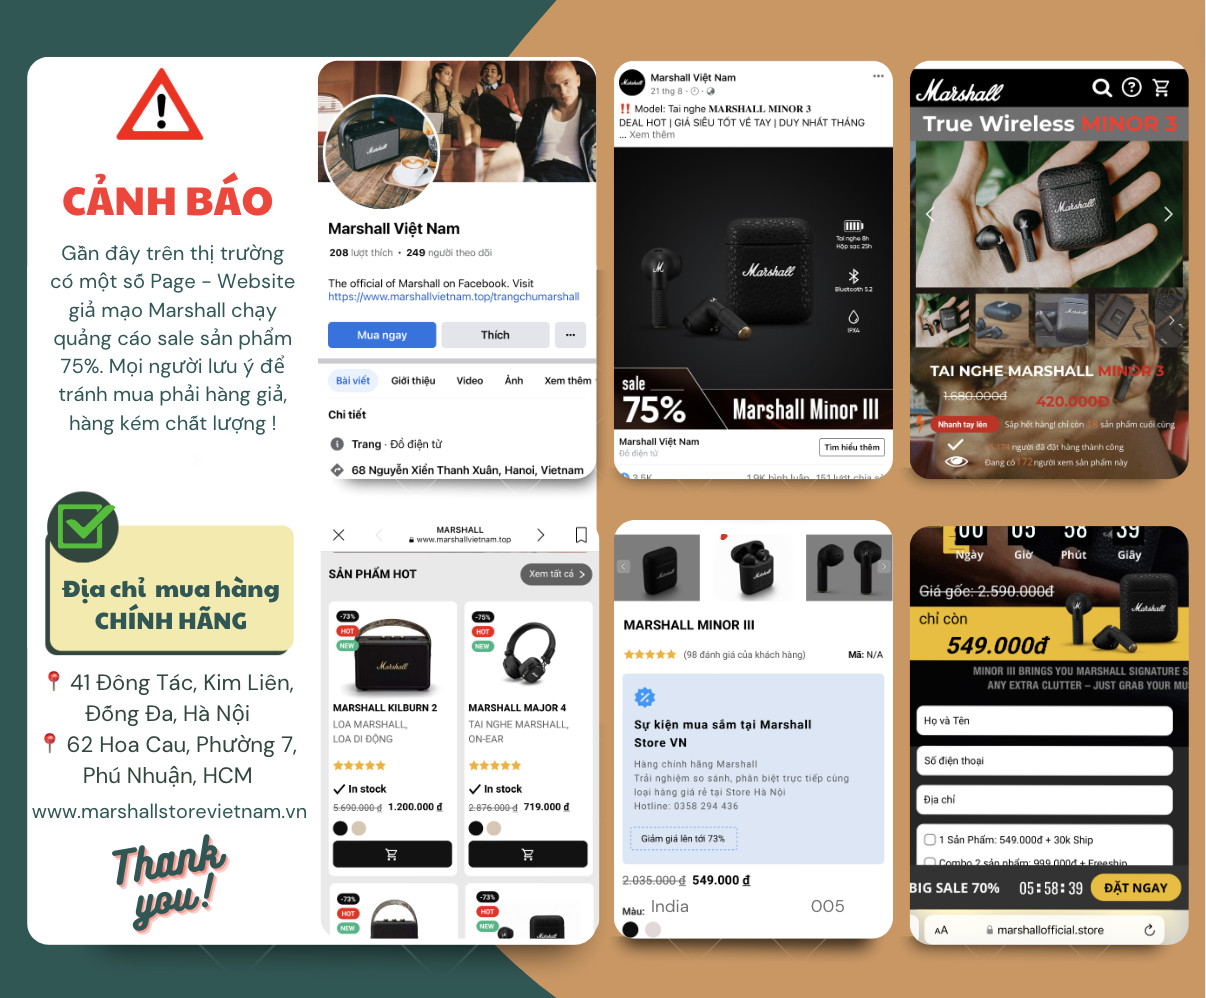 CẢNH BÁO
Gần đây trên thị trường
có một số Page - Website
giả mạo Marshall chạy
quảng cáo sale sản phẩm
75%. Mọi người lưu ý để
tránh mua phải hàng giả,
hàng kém chất lượng !
Địa chỉ mua hàng
CHÍNH HÃNG
41 Đông Tác, Kim Liên,
Đống Đa, Hà Nội
62 Hoa Cau, Phường 7,
Phú Nhuận, HCM
www.marshallstorevietnam.vn
Thank
you!
Marshall Việt Nam
208 lượt thích • 249 người theo dõi
The official of Marshall on Facebook. Visit
https://www.marshallvietnam.top/trangchumarshall
Mua ngay
Thích
Bài viết Giới thiệu Video Ảnh Xem thêm
Chi tiết
Trang · Đồ điện tử
68 Nguyễn Xiển Thanh Xuân, Hanoi, Vietnam
Marshall
Marshall Việt Nam
21 thg 8
!! Model: Tai nghe MARSHALL MINOR 3
DEAL HOT | GIÁ SIÊU TỐT VỀ TAY | DUY NHẤT THÁNG
... Xem thêm
Marshall
Tai nghe 8h
Hộp sạc 25h
Bluetooth 5.2
IPX4
sale
75%
Marshall Minor III
Marshall Việt Nam
Đồ điện tử
Tìm hiểu thêm
3,5K 1,9K bình luận 151 lượt chia sẻ
Marshall
True Wireless MINOR 3
Marshall
TAI NGHE MARSHALL MINOR 3
1.680.000đ
420.000Đ
Nhanh tay lên Sắp hết hàng! chỉ còn sản phẩm cuối cùng
người đã đặt hàng thành công
Đang có 172 người xem sản phẩm này
MARSHALL
www.marshallvietnam.top
SẢN PHẨM HOT
Xem tất cả
-73% -75%
HOT HOT
NEW NEW
Marshall
MARSHALL KILBURN 2 MARSHALL MAJOR 4
LOA MARSHALL, TAI NGHE MARSHALL,
LOA DI ĐỘNG ON-EAR
In stock In stock
5.690.000 ₫ 1.200.000 ₫ 2.876.000 ₫ 719.000 ₫
-73% -73%
HOT HOT
NEW NEW
MARSHALL MINOR III
(98 đánh giá của khách hàng) Mã: N/A
Sự kiện mua sắm tại Marshall
Store VN
Hàng chính hãng Marshall
Trải nghiệm so sánh, phân biệt trực tiếp cùng
loại hàng giá rẻ tại Store Hà Nội
Hotline: 0358 294 436
Giảm giá lên tới 73%
2.035.000 ₫ 549.000 ₫
Màu: India 005
00 05 58 39
Ngày Giờ Phút Giây
Giá gốc: 2.590.000đ
chỉ còn
549.000đ
Marshall
MINOR III BRINGS YOU MARSHALL SIGNATURE S
ANY EXTRA CLUTTER – JUST GRAB YOUR MU
Họ và Tên
Số điện thoại
Địa chỉ
1 Sản Phẩm: 549.000đ + 30k Ship
Combo 2 sản phẩm: 999.000đ + Freeship
BIG SALE 70% 05:58:39 ĐẶT NGAY
AA marshallofficial.store